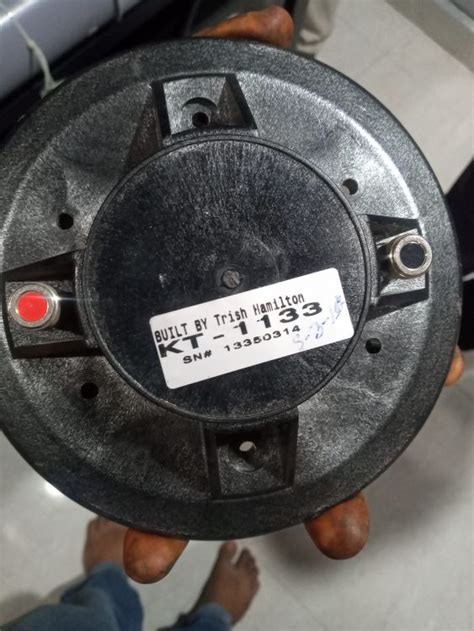 BUILT BY Trish Hamilton
KT-1133
SN# 13350314